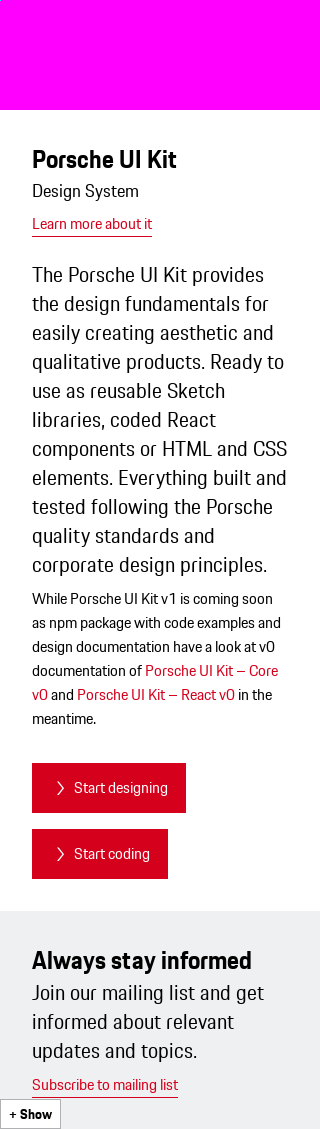 Porsche UI Kit
Design System
Learn more about it
The Porsche UI Kit provides
the design fundamentals for
easily creating aesthetic and
qualitative products. Ready to
use as reusable Sketch
libraries, coded React
components or HTML and CSS
elements. Everything built and
tested following the Porsche
quality standards and
corporate design principles.
While Porsche UI Kit v1 is coming soon
as npm package with code examples and
design documentation have a look at v0
documentation of Porsche UI Kit – Core
v0 and Porsche UI Kit – React v0 in the
meantime.
Start designing
Start coding
Always stay informed
Join our mailing list and get
informed about relevant
updates and topics.
Subscribe to mailing list
+ Show